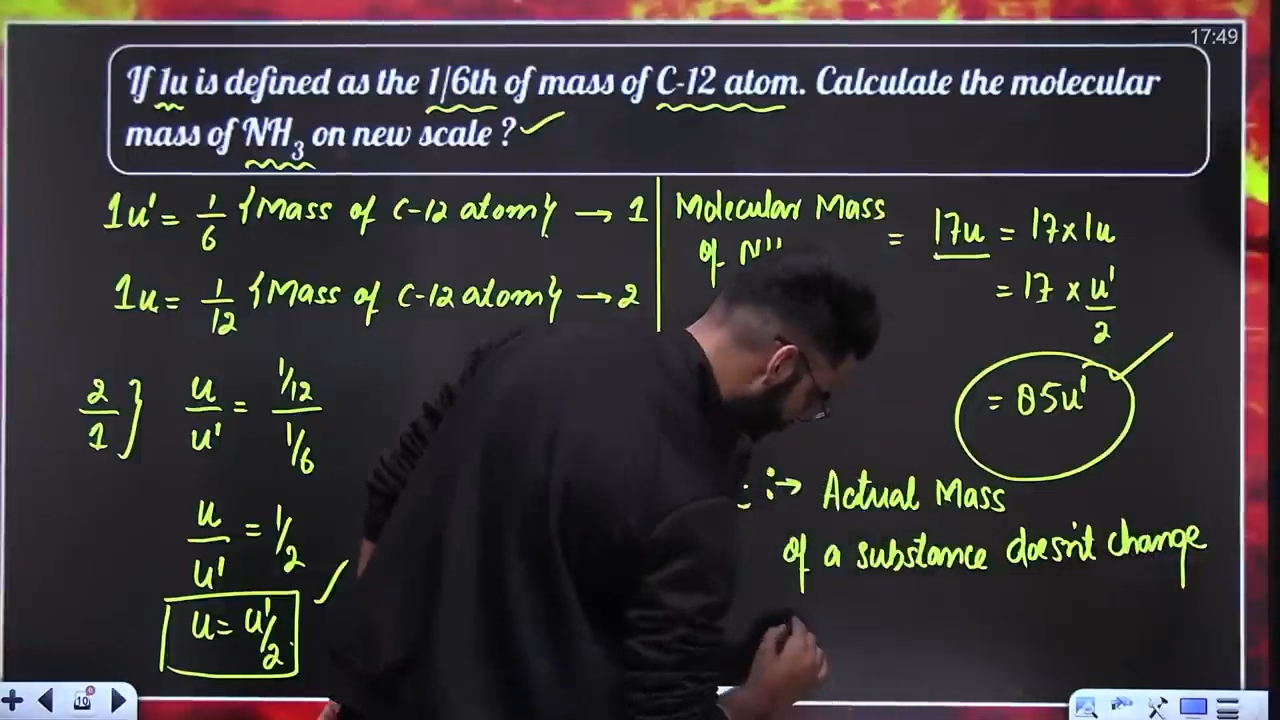 17:49
If 1u is defined as the 1/6th of mass of C-12 atom. Calculate the molecular
mass of NH3 on new scale ?
1u' = 1/6 {Mass of C-12 atom} → 1
1u = 1/12 {Mass of C-12 atom} → 2
2/1} u/u' = 1/12 / 1/6
u/u' = 1/2
u = u'/2
Molecular Mass
of = 17u = 17×1u
= 17 × u'/2
= 85u'
:→ Actual Mass
of a substance doesn't change
10